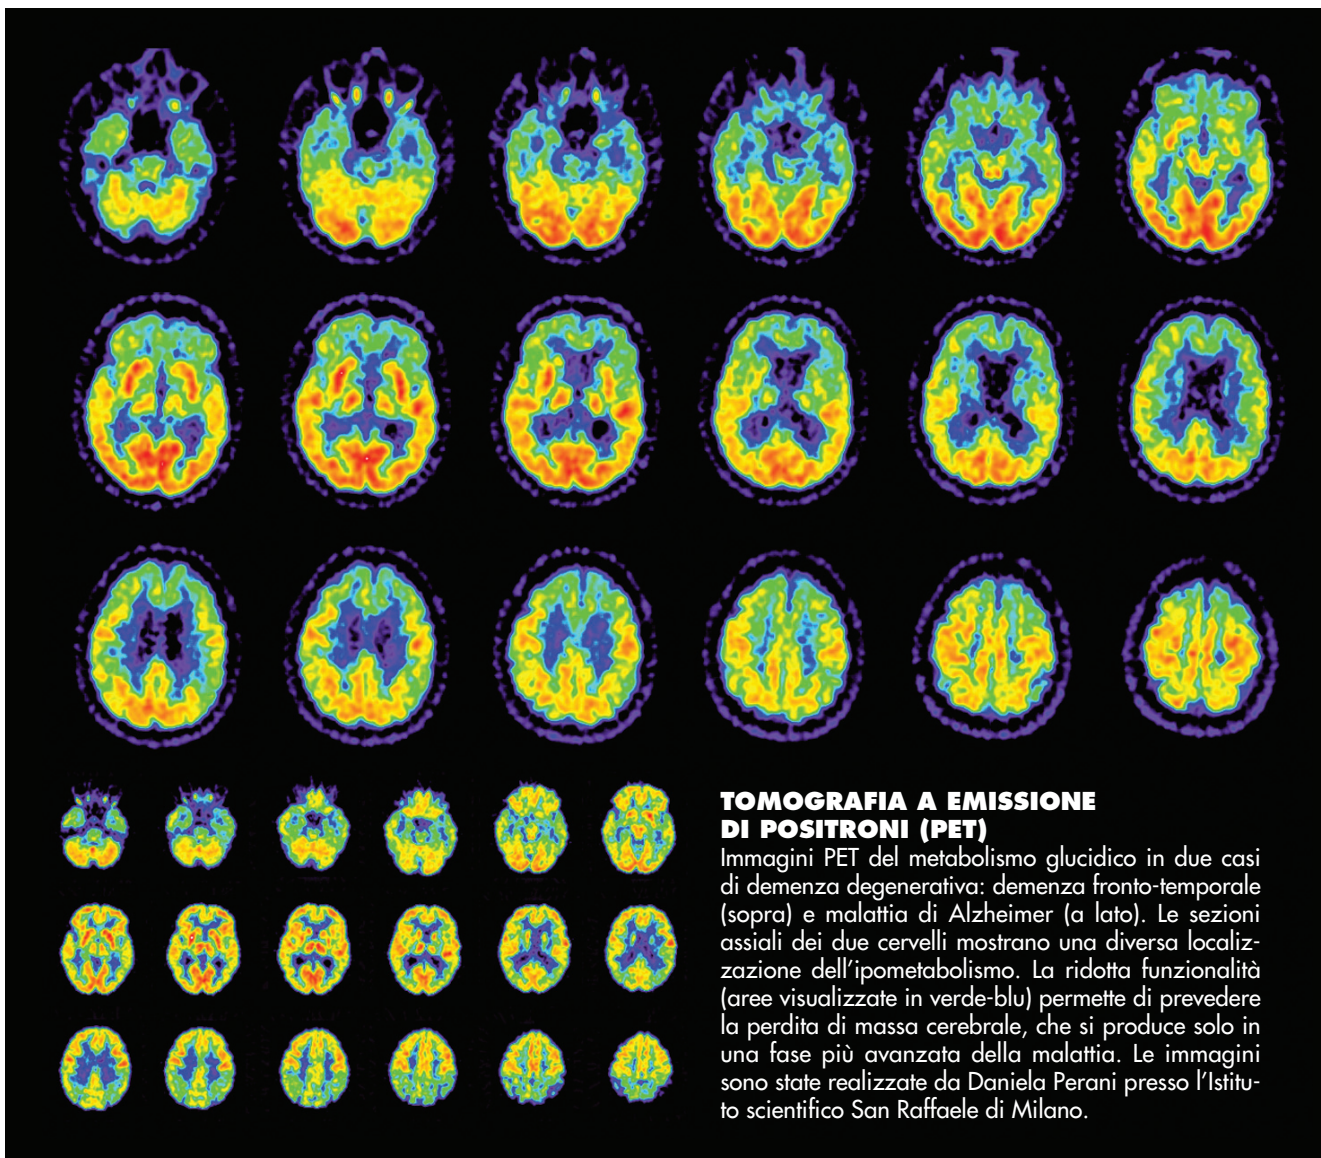 TOMOGRAFIA A EMISSIONE
DI POSITRONI (PET)
Immagini PET del metabolismo glucidico in due casi
di demenza degenerativa: demenza fronto-temporale
(sopra) e malattia di Alzheimer (a lato). Le sezioni
assiali dei due cervelli mostrano una diversa localiz-
zazione dell'ipometabolismo. La ridotta funzionalità
(aree visualizzate in verde-blu) permette di prevedere
la perdita di massa cerebrale, che si produce solo in
una fase più avanzata della malattia. Le immagini
sono state realizzate da Daniela Perani presso l'Istitu-
to scientifico San Raffaele di Milano.